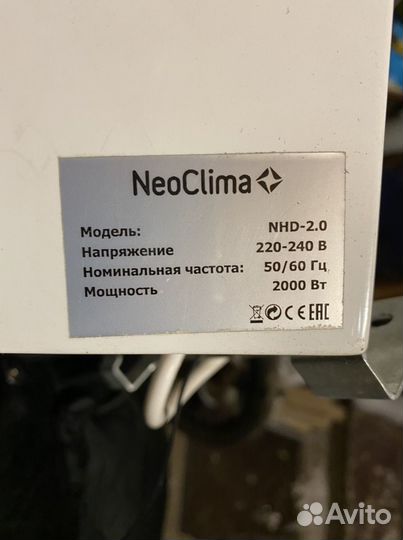 NeoClima
Модель: NHD-2.0
Напряжение 220-240 В
Номинальная частота: 50/60 Гц
Мощность 2000 Вт
CE EAC
Avito